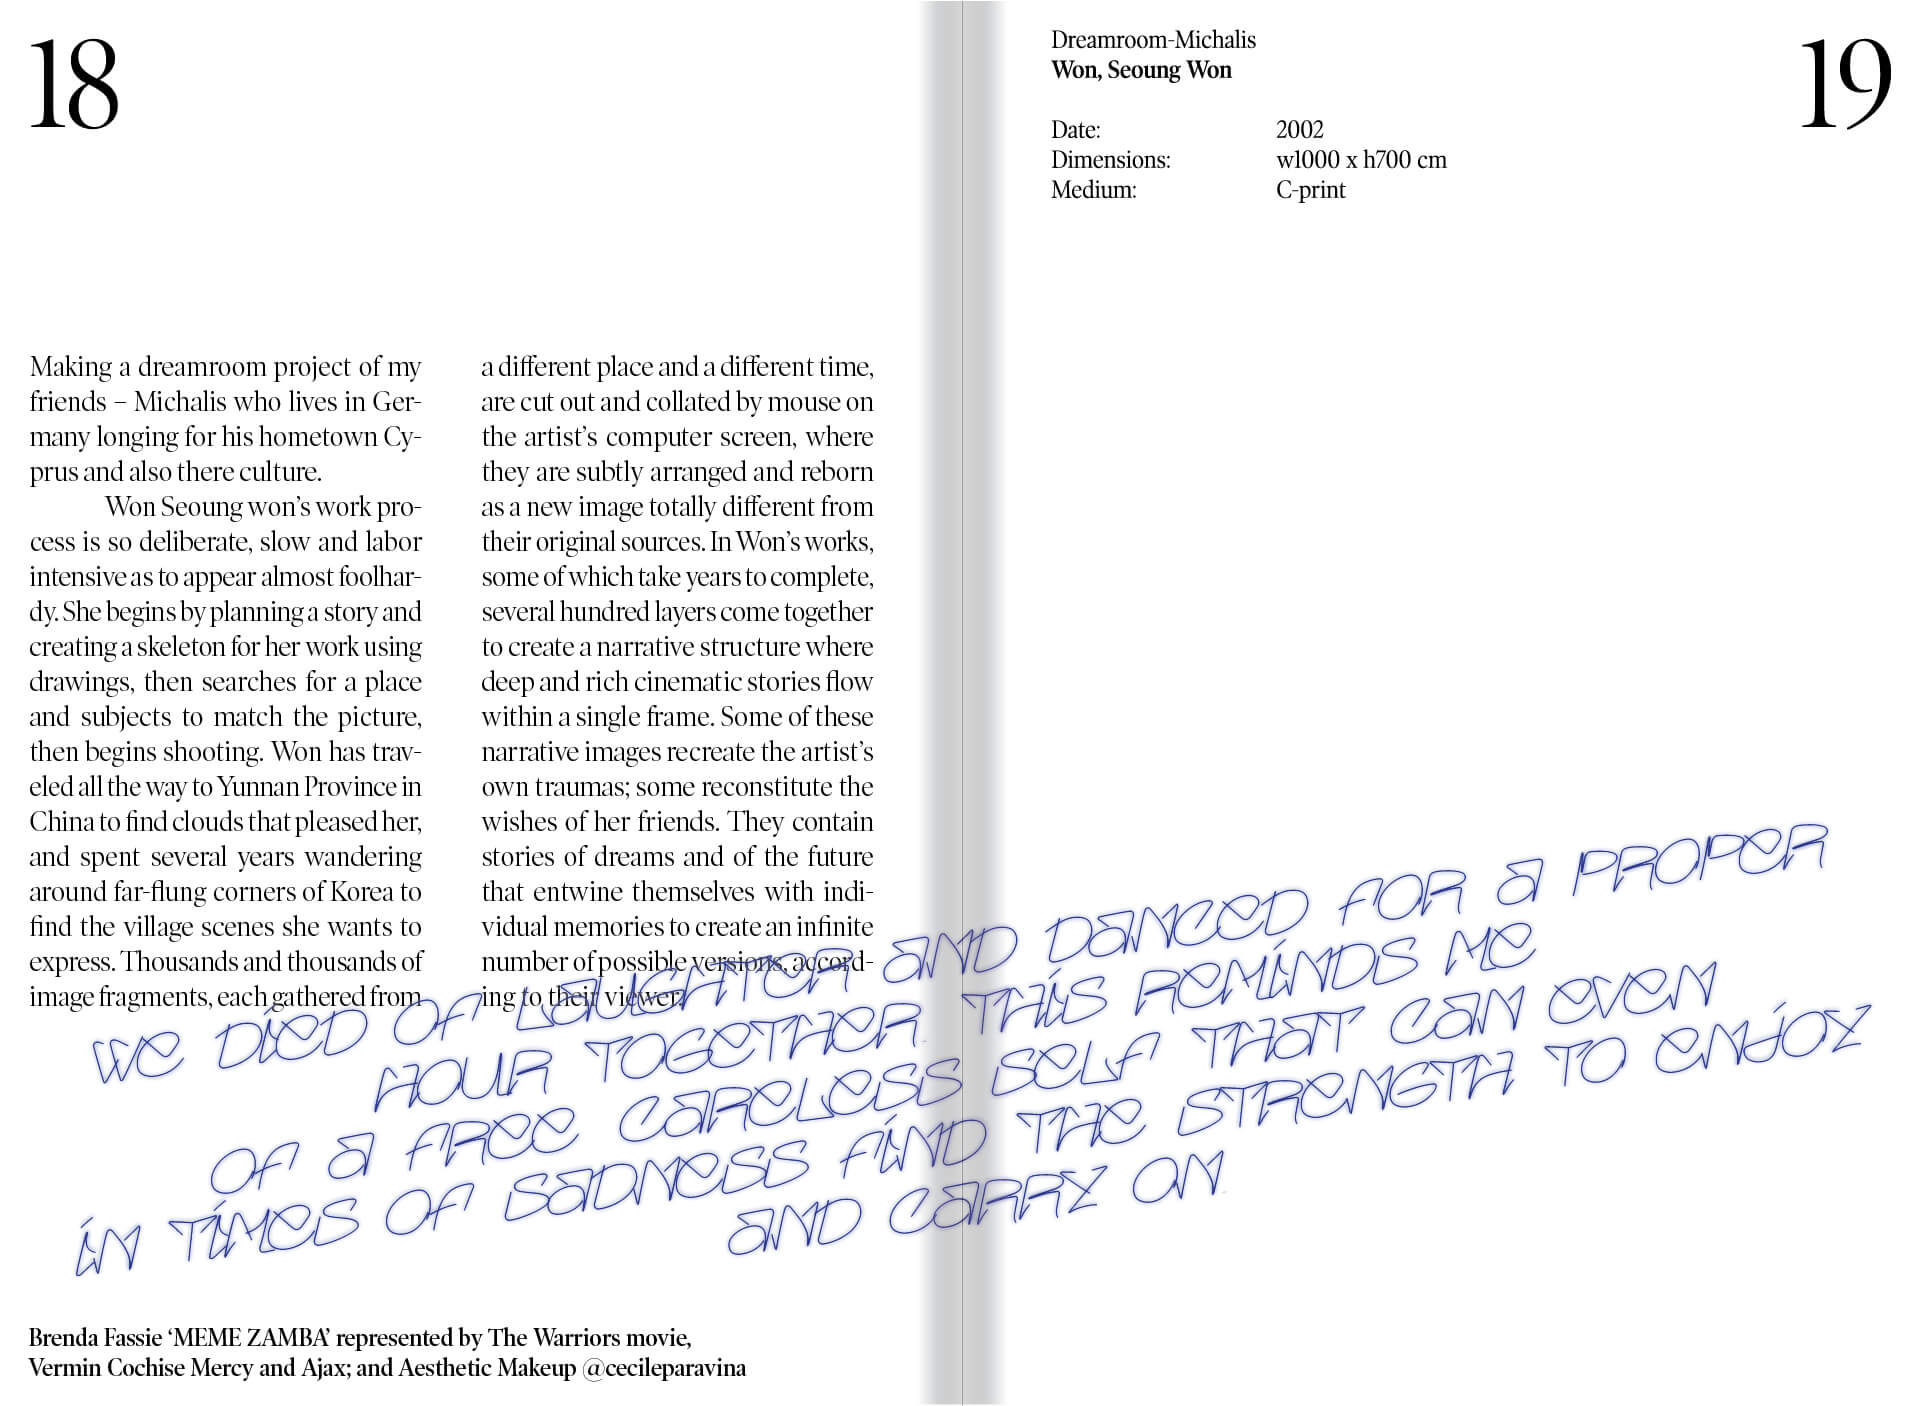 18
Making a dreamroom project of my
friends – Michalis who lives in Ger-
many longing for his hometown Cy-
prus and also there culture.
Won Seoung won's work pro-
cess is so deliberate, slow and labor
intensive as to appear almost foolhar-
dy. She begins by planning a story and
creating a skeleton for her work using
drawings, then searches for a place
and subjects to match the picture,
then begins shooting. Won has trav-
eled all the way to Yunnan Province in
China to find clouds that pleased her,
and spent several years wandering
around far-flung corners of Korea to
find the village scenes she wants to
express. Thousands and thousands of
image fragments, each gathered from
a different place and a different time,
are cut out and collated by mouse on
the artist's computer screen, where
they are subtly arranged and reborn
as a new image totally different from
their original sources. In Won's works,
some of which take years to complete,
several hundred layers come together
to create a narrative structure where
deep and rich cinematic stories flow
within a single frame. Some of these
narrative images recreate the artist's
own traumas; some reconstitute the
wishes of her friends. They contain
stories of dreams and of the future
that entwine themselves with indi-
vidual memories to create an infinite
number of possible versions, accord-
ing to their viewer.
Dreamroom-Michalis
Won, Seoung Won
Date: 2002
Dimensions: w1000 x h700 cm
Medium: C-print
19
WE DiED OF LaUGHTER aND DaNCED FOR a PROPER
HOUR TOGETHER. THiS REMiNDS ME
OF a FREE CaRELESS SELF THaT CaN EVEN
iN TiMES OF SaDNESS FiND THE STRENGTH TO ENJOY
aND CaRRY ON.
Brenda Fassie ‘MEME ZAMBA’ represented by The Warriors movie,
Vermin Cochise Mercy and Ajax; and Aesthetic Makeup @cecileparavina